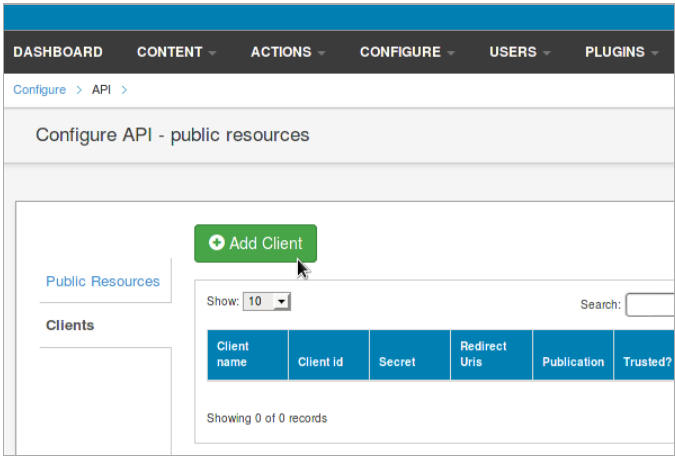 DASHBOARD CONTENT ACTIONS CONFIGURE USERS PLUGINS
Configure > API >
Configure API - public resources
Add Client
Public Resources
Clients
Show: 10
Search:
Client name Client id Secret Redirect Uris Publication Trusted?
Showing 0 of 0 records